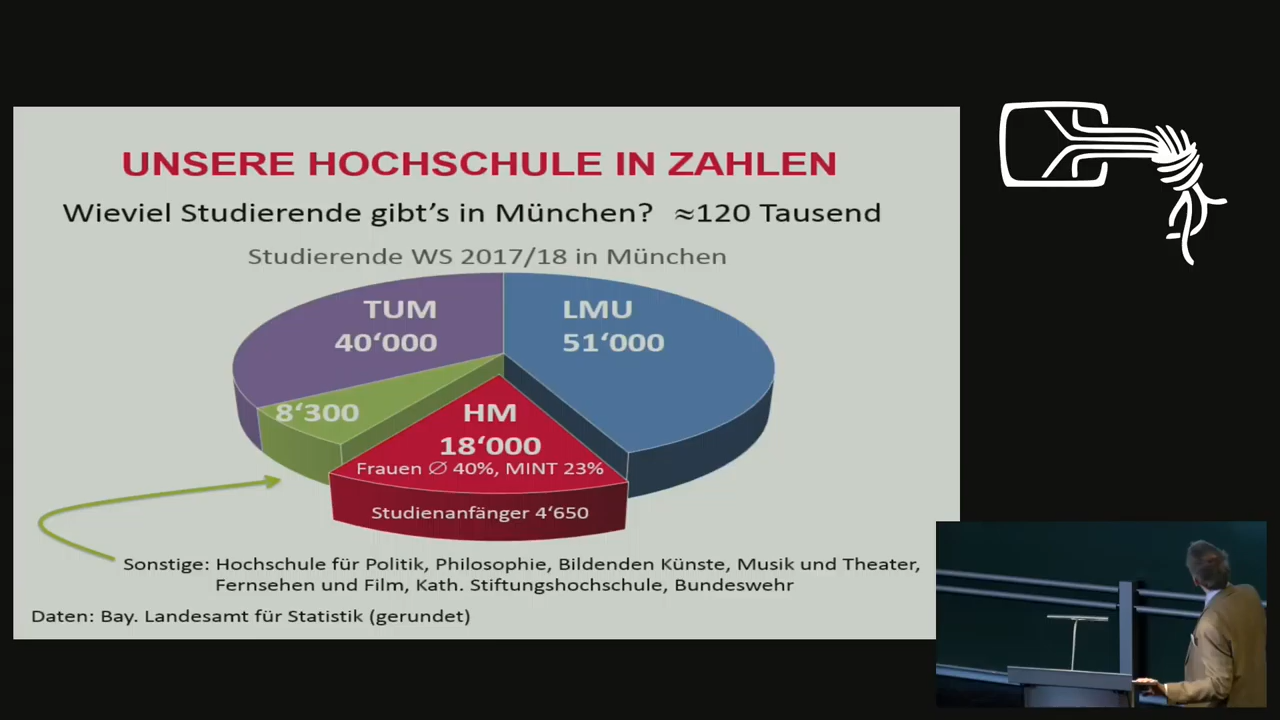 UNSERE HOCHSCHULE IN ZAHLEN
Wieviel Studierende gibt's in München? ≈120 Tausend
Studierende WS 2017/18 in München
TUM
40‘000
LMU
51‘000
8‘300
HM
18‘000
Frauen ∅ 40%, MINT 23%
Studienanfänger 4‘650
Sonstige: Hochschule für Politik, Philosophie, Bildenden Künste, Musik und Theater,
Fernsehen und Film, Kath. Stiftungshochschule, Bundeswehr
Daten: Bay. Landesamt für Statistik (gerundet)